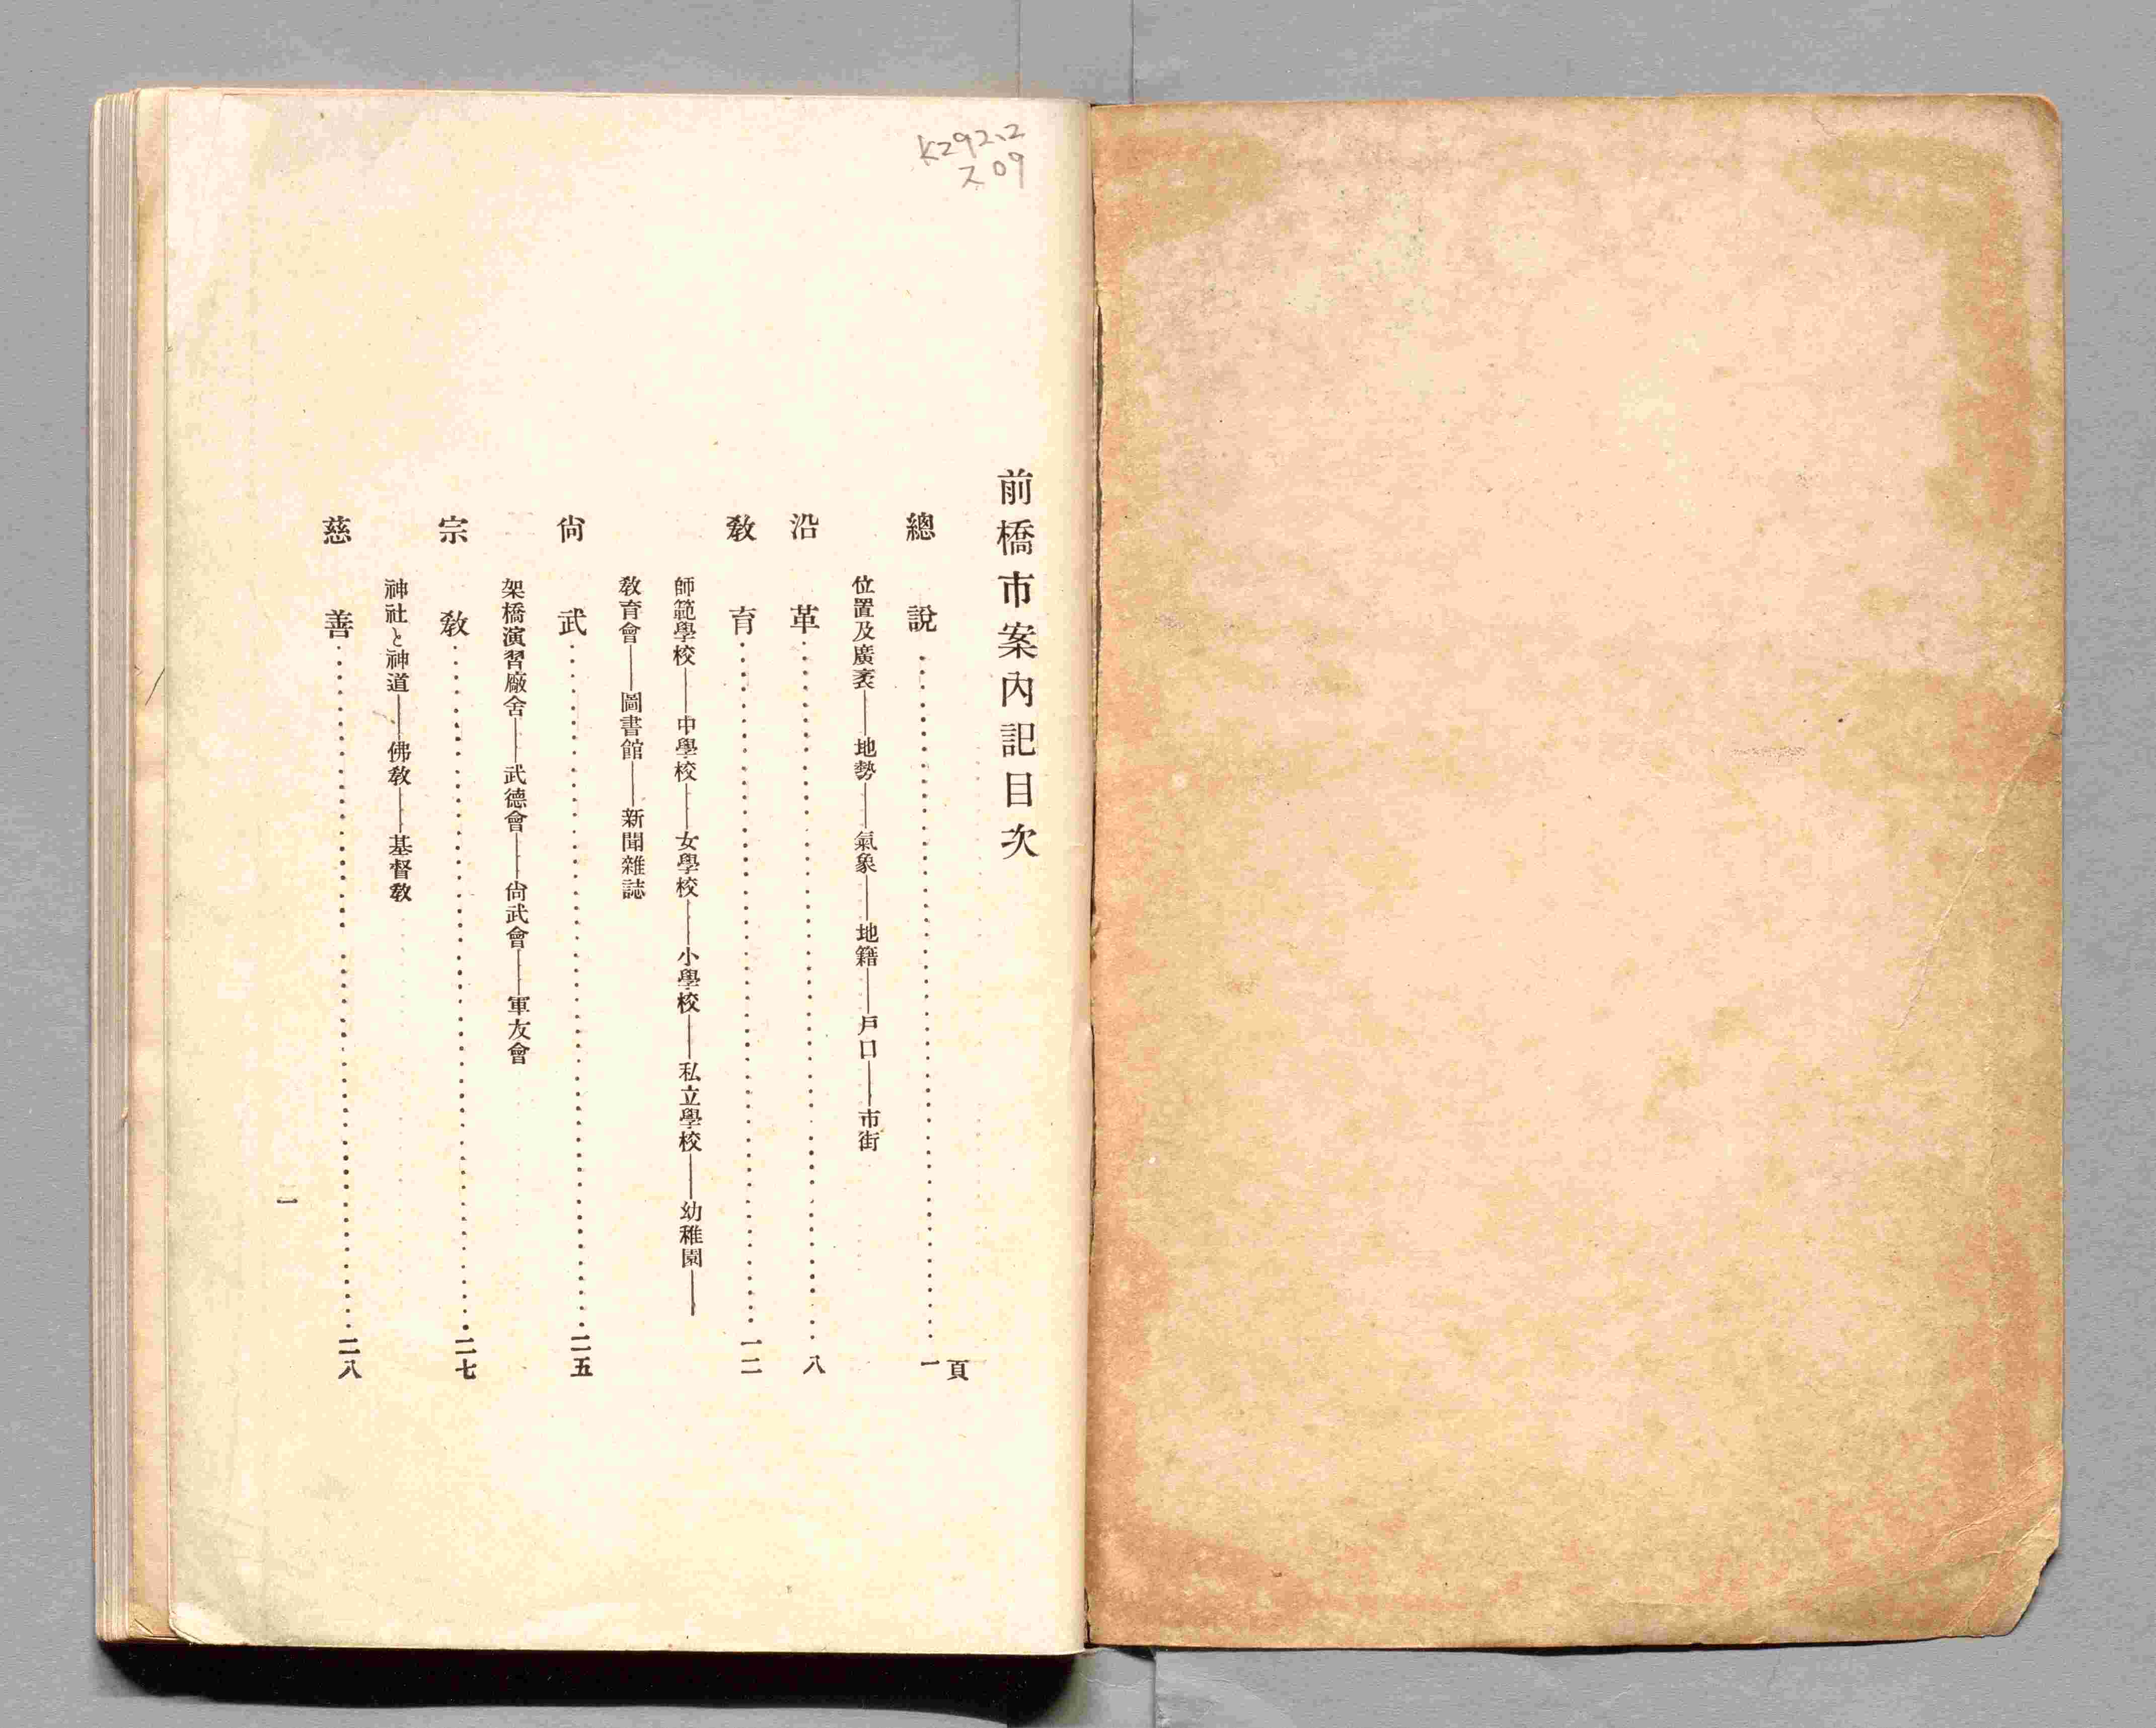 K292.2
ス09
前橋市案內記目次
頁
總說……一
位置及廣袤――地勢――氣象――地籍――戶口――市街
沿革……八
敎育……一二
師範學校――中學校――女學校――小學校――私立學校――幼稚園――
敎育會――圖書館――新聞雜誌
尙武……二五
架橋演習廠舍――武德會――尙武會――軍友會
宗敎……二七
神社と神道――佛敎――基督敎
慈善……二八
一